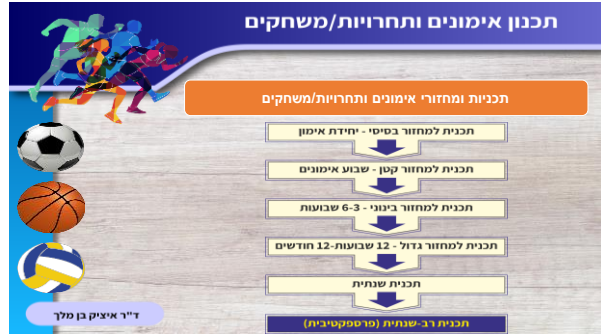 תכנון אימונים ותחרויות/משחקים
תכניות ומחזורי אימונים ותחרויות/משחקים
תכנית למחזור בסיסי - יחידת אימון
תכנית למחזור קטן - שבוע אימונים
תכנית למחזור בינוני - 6-3 שבועות
תכנית למחזור גדול - 12 שבועות-12 חודשים
תכנית שנתית
תכנית רב-שנתית (פרספקטיבית)
ד"ר איציק בן מלך